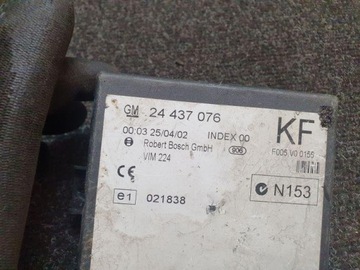 GM 24 437 076
00:03 25/04/02 INDEX 00
KF
Robert Bosch GmbH
906
F005 V0 0155
VIM 224
CE
e1 021838
N153